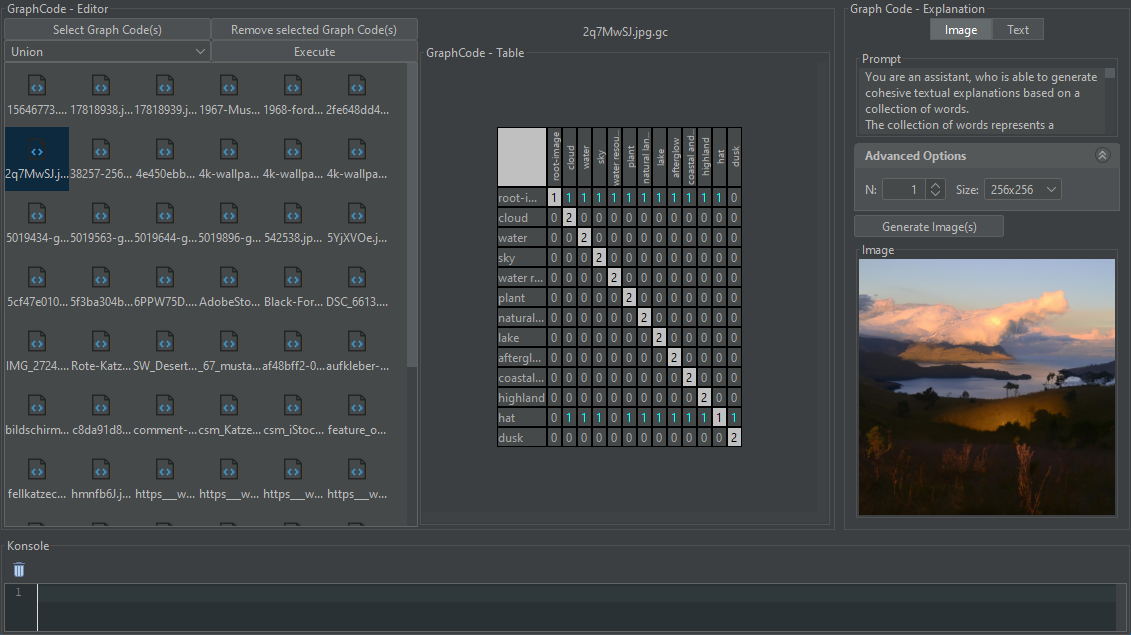 GraphCode - Editor
Select Graph Code(s)
Remove selected Graph Code(s)
Union
Execute
15646773.... 17818938.j... 17818939.j... 1967-Mus... 1968-ford... 2fe648dd4...
2q7MwSJ.j... 38257-256... 4e450ebb... 4k-wallpa... 4k-wallpa... 4k-wallpa...
5019434-g... 5019563-g... 5019644-g... 5019896-g... 542538.jp... 5YjXVOe.j...
5cf47e010... 5f3ba304b... 6PPW75D.... AdobeSto... Black-For... DSC_6613....
IMG_2724.... Rote-Katz... SW_Desert... _67_musta... af48bff2-0... aufkleber-...
bildschirm... c8da91d8... comment-... csm_Katze... csm_iStoc... feature_o...
fellkatzec... hmnfb6J.j... https___w... https___w... https___w... https___w...
2q7MwSJ.jpg.gc
GraphCode - Table
root-image cloud water sky water resou plant natural lan... lake afterglow coastal and highland hat dusk
root-i... 1 1 1 1 1 1 1 1 1 1 1 1 0
cloud 0 2 0 0 0 0 0 0 0 0 0 0 0
water 0 0 2 0 0 0 0 0 0 0 0 0 0
sky 0 0 0 2 0 0 0 0 0 0 0 0 0
water r... 0 0 0 0 2 0 0 0 0 0 0 0 0
plant 0 0 0 0 0 2 0 0 0 0 0 0 0
natural... 0 0 0 0 0 0 2 0 0 0 0 0 0
lake 0 0 0 0 0 0 0 2 0 0 0 0 0
aftergl... 0 0 0 0 0 0 0 0 2 0 0 0 0
coastal... 0 0 0 0 0 0 0 0 0 2 0 0 0
highland 0 0 0 0 0 0 0 0 0 0 2 0 0
hat 0 1 1 1 0 1 1 1 1 1 1 1 1
dusk 0 0 0 0 0 0 0 0 0 0 0 0 2
Graph Code - Explanation
Image Text
Prompt
You are an assistant, who is able to generate
cohesive textual explanations based on a
collection of words.
The collection of words represents a
Advanced Options
N: 1 Size: 256x256
Generate Image(s)
Image
Konsole
1